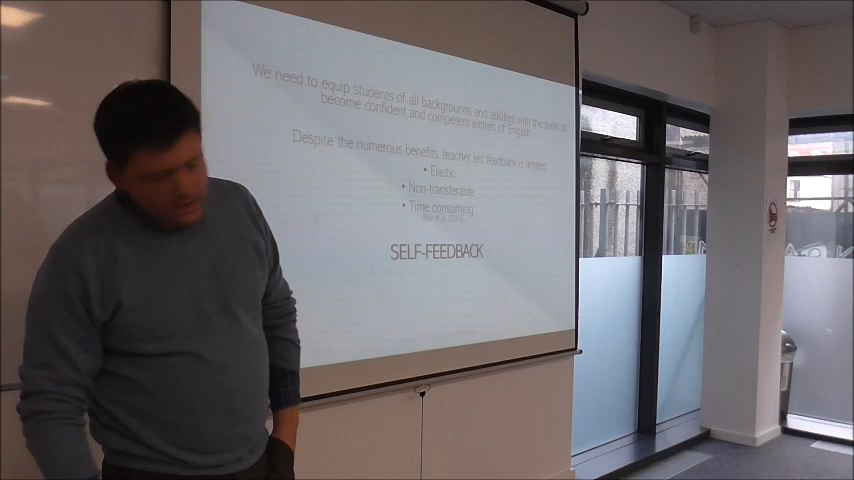 We need to equip students of all backgrounds and abilities with the tools to
become confident and competent writers of English
Despite the numerous benefits, teacher led feedback is limited
• Elastic
• Non-transferable
• Time consuming
SELF-FEEDBACK